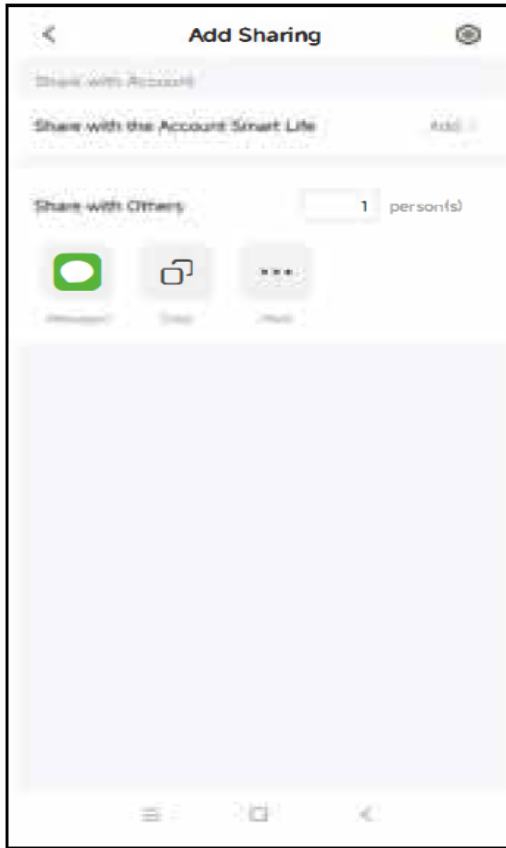 Add Sharing
Share with Account
Share with the Account Smart Life Add
Share with Others 1 person(s)